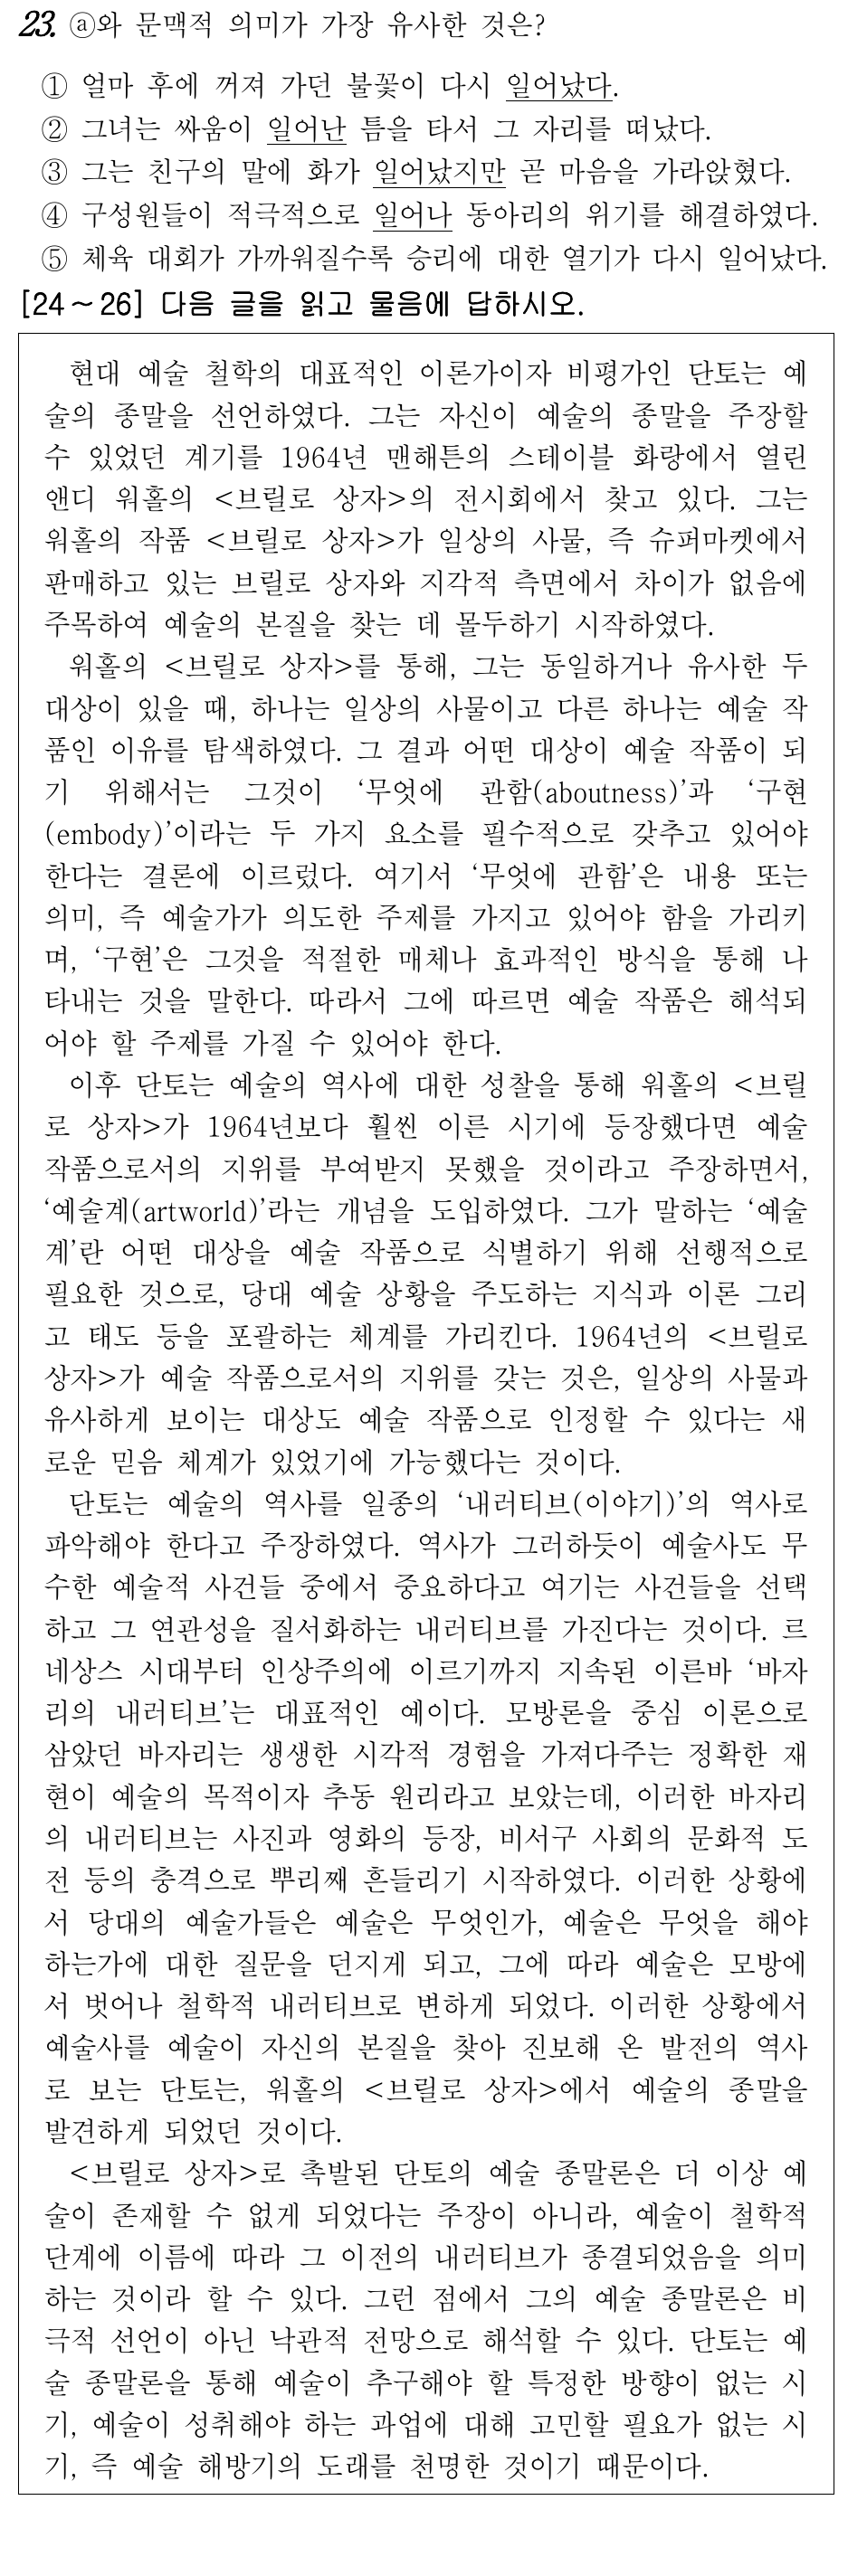 23. ⓐ와 문맥적 의미가 가장 유사한 것은?
① 얼마 후에 꺼져 가던 불꽃이 다시 일어났다.
② 그녀는 싸움이 일어난 틈을 타서 그 자리를 떠났다.
③ 그는 친구의 말에 화가 일어났지만 곧 마음을 가라앉혔다.
④ 구성원들이 적극적으로 일어나 동아리의 위기를 해결하였다.
⑤ 체육 대회가 가까워질수록 승리에 대한 열기가 다시 일어났다.
[24~26] 다음 글을 읽고 물음에 답하시오.
현대 예술 철학의 대표적인 이론가이자 비평가인 단토는 예
술의 종말을 선언하였다. 그는 자신이 예술의 종말을 주장할
수 있었던 계기를 1964년 맨해튼의 스테이블 화랑에서 열린
앤디 워홀의 <브릴로 상자>의 전시회에서 찾고 있다. 그는
워홀의 작품 <브릴로 상자>가 일상의 사물, 즉 슈퍼마켓에서
판매하고 있는 브릴로 상자와 지각적 측면에서 차이가 없음에
주목하여 예술의 본질을 찾는 데 몰두하기 시작하였다.
워홀의 <브릴로 상자>를 통해, 그는 동일하거나 유사한 두
대상이 있을 때, 하나는 일상의 사물이고 다른 하나는 예술 작
품인 이유를 탐색하였다. 그 결과 어떤 대상이 예술 작품이 되
기 위해서는 그것이 ‘무엇에 관함(aboutness)’과 ‘구현
(embody)’이라는 두 가지 요소를 필수적으로 갖추고 있어야
한다는 결론에 이르렀다. 여기서 ‘무엇에 관함’은 내용 또는
의미, 즉 예술가가 의도한 주제를 가지고 있어야 함을 가리키
며, ‘구현’은 그것을 적절한 매체나 효과적인 방식을 통해 나
타내는 것을 말한다. 따라서 그에 따르면 예술 작품은 해석되
어야 할 주제를 가질 수 있어야 한다.
이후 단토는 예술의 역사에 대한 성찰을 통해 워홀의 <브릴
로 상자>가 1964년보다 훨씬 이른 시기에 등장했다면 예술
작품으로서의 지위를 부여받지 못했을 것이라고 주장하면서,
‘예술계(artworld)’라는 개념을 도입하였다. 그가 말하는 ‘예술
계’란 어떤 대상을 예술 작품으로 식별하기 위해 선행적으로
필요한 것으로, 당대 예술 상황을 주도하는 지식과 이론 그리
고 태도 등을 포괄하는 체계를 가리킨다. 1964년의 <브릴로
상자>가 예술 작품으로서의 지위를 갖는 것은, 일상의 사물과
유사하게 보이는 대상도 예술 작품으로 인정할 수 있다는 새
로운 믿음 체계가 있었기에 가능했다는 것이다.
단토는 예술의 역사를 일종의 ‘내러티브(이야기)’의 역사로
파악해야 한다고 주장하였다. 역사가 그러하듯이 예술사도 무
수한 예술적 사건들 중에서 중요하다고 여기는 사건들을 선택
하고 그 연관성을 질서화하는 내러티브를 가진다는 것이다. 르
네상스 시대부터 인상주의에 이르기까지 지속된 이른바 ‘바자
리의 내러티브’는 대표적인 예이다. 모방론을 중심 이론으로
삼았던 바자리는 생생한 시각적 경험을 가져다주는 정확한 재
현이 예술의 목적이자 추동 원리라고 보았는데, 이러한 바자리
의 내러티브는 사진과 영화의 등장, 비서구 사회의 문화적 도
전 등의 충격으로 뿌리째 흔들리기 시작하였다. 이러한 상황에
서 당대의 예술가들은 예술은 무엇인가, 예술은 무엇을 해야
하는가에 대한 질문을 던지게 되고, 그에 따라 예술은 모방에
서 벗어나 철학적 내러티브로 변하게 되었다. 이러한 상황에서
예술사를 예술이 자신의 본질을 찾아 진보해 온 발전의 역사
로 보는 단토는, 워홀의 <브릴로 상자>에서 예술의 종말을
발견하게 되었던 것이다.
<브릴로 상자>로 촉발된 단토의 예술 종말론은 더 이상 예
술이 존재할 수 없게 되었다는 주장이 아니라, 예술이 철학적
단계에 이름에 따라 그 이전의 내러티브가 종결되었음을 의미
하는 것이라 할 수 있다. 그런 점에서 그의 예술 종말론은 비
극적 선언이 아닌 낙관적 전망으로 해석할 수 있다. 단토는 예
술 종말론을 통해 예술이 추구해야 할 특정한 방향이 없는 시
기, 예술이 성취해야 하는 과업에 대해 고민할 필요가 없는 시
기, 즉 예술 해방기의 도래를 천명한 것이기 때문이다.